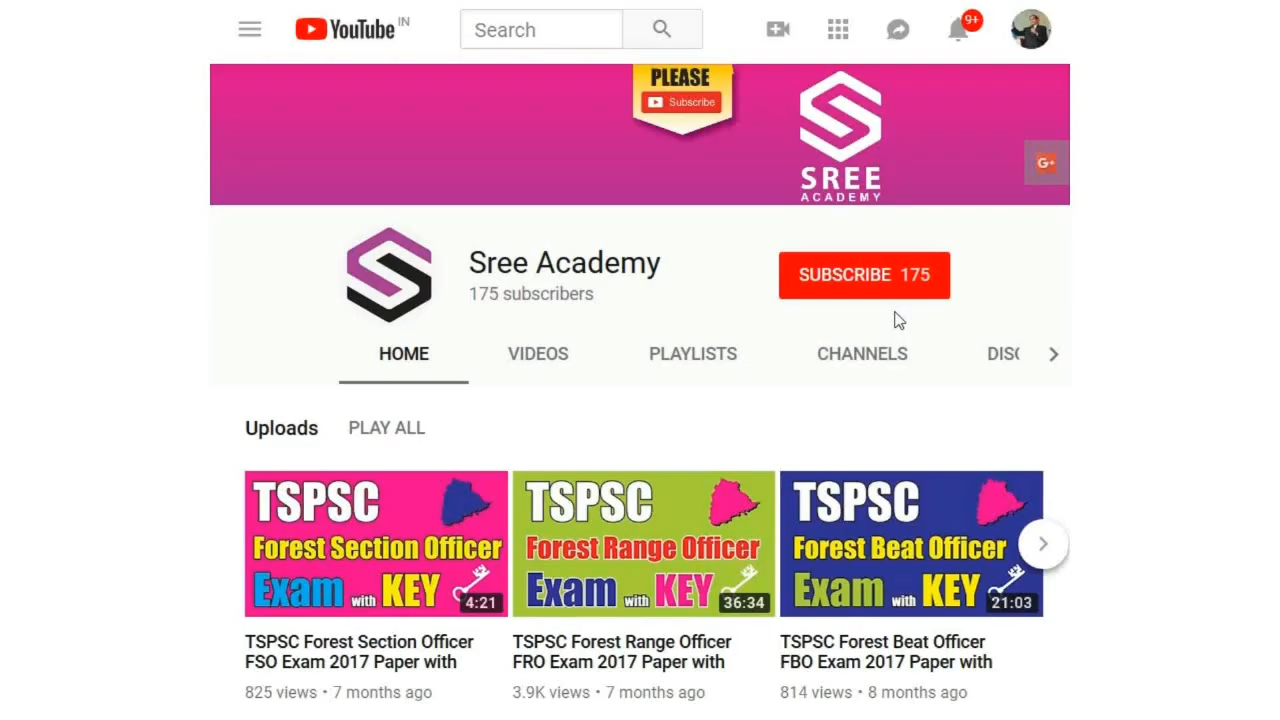 YouTube IN
Search
9+
PLEASE
Subscribe
SREE
ACADEMY
G+
Sree Academy
175 subscribers
SUBSCRIBE 175
HOME VIDEOS PLAYLISTS CHANNELS DISC
Uploads PLAY ALL
TSPSC
Forest Section Officer
Exam with KEY
4:21
TSPSC
Forest Range Officer
Exam with KEY
36:34
TSPSC
Forest Beat Officer
Exam with KEY
21:03
TSPSC Forest Section Officer
FSO Exam 2017 Paper with
825 views • 7 months ago
TSPSC Forest Range Officer
FRO Exam 2017 Paper with
3.9K views • 7 months ago
TSPSC Forest Beat Officer
FBO Exam 2017 Paper with
814 views • 8 months ago